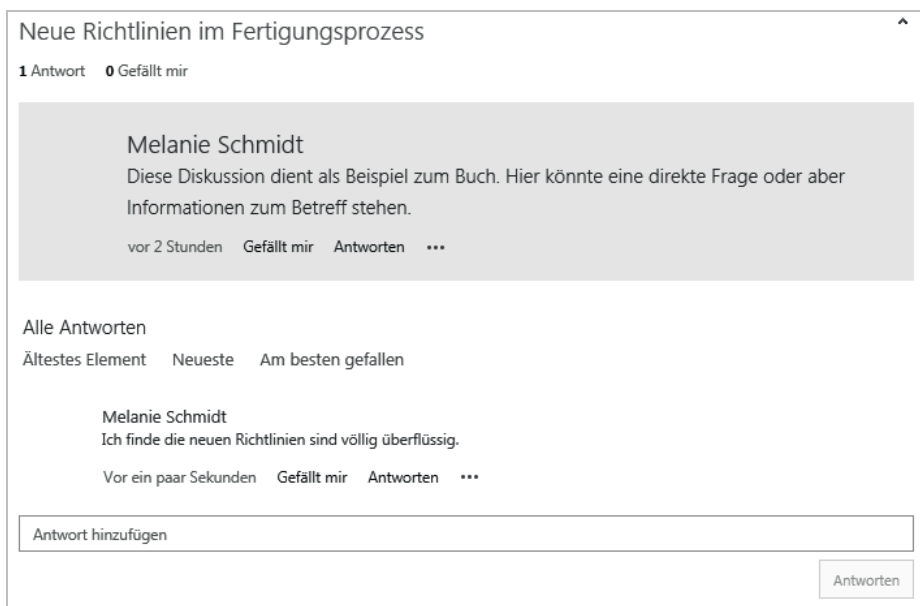 Neue Richtlinien im Fertigungsprozess
1 Antwort 0 Gefällt mir
Melanie Schmidt
Diese Diskussion dient als Beispiel zum Buch. Hier könnte eine direkte Frage oder aber
Informationen zum Betreff stehen.
vor 2 Stunden Gefällt mir Antworten •••
Alle Antworten
Ältestes Element Neueste Am besten gefallen
Melanie Schmidt
Ich finde die neuen Richtlinien sind völlig überflüssig.
Vor ein paar Sekunden Gefällt mir Antworten •••
Antwort hinzufügen
Antworten